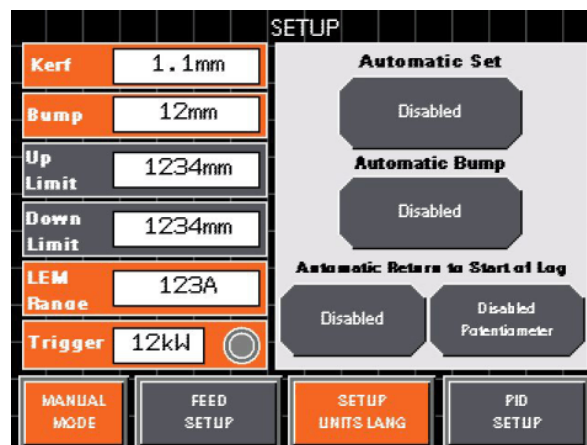 SETUP
Kerf 1.1mm
Bump 12mm
Up
Limit 1234mm
Down
Limit 1234mm
LEM
Range 123A
Trigger 12kW
Automatic Set
Disabled
Automatic Bump
Disabled
Automatic Return to Start of Log
Disabled
Disabled
Potentiometer
MANUAL
MODE
FEED
SETUP
SETUP
UNITS LANG
PID
SETUP